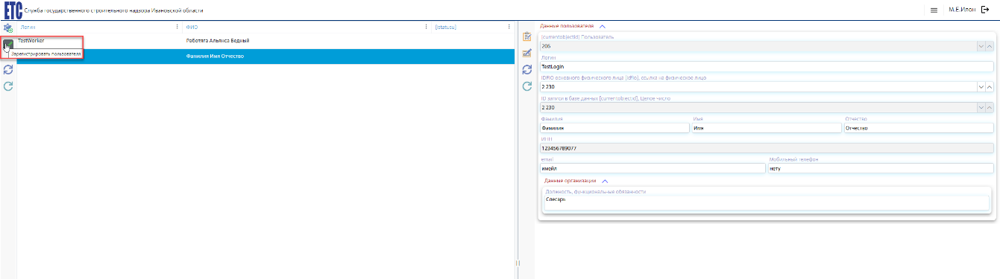 ETC Служба государственного строительного надзора Ивановской области
М.Е.Илон
Логин ФИО [istatusu]
TestWorker Работяга Альянса Бедный
Зарегистрировать пользователя
Фамилия Имя Отчество
Данные пользователя
[currentobjectid] Пользователь
206
Логин
TestLogin
IDFIO основного физического лица [idfio], ссылка на физическое лицо
2 230
ID записи в базе данных [currentobjectid], Целое число
2 230
Фамилия Имя Отчество
Фамилия Имя Отчество
ИНН
123456789077
email Мобильный телефон
имейл нету
Данные организации
Должность, функциональные обязанности
Слесарь